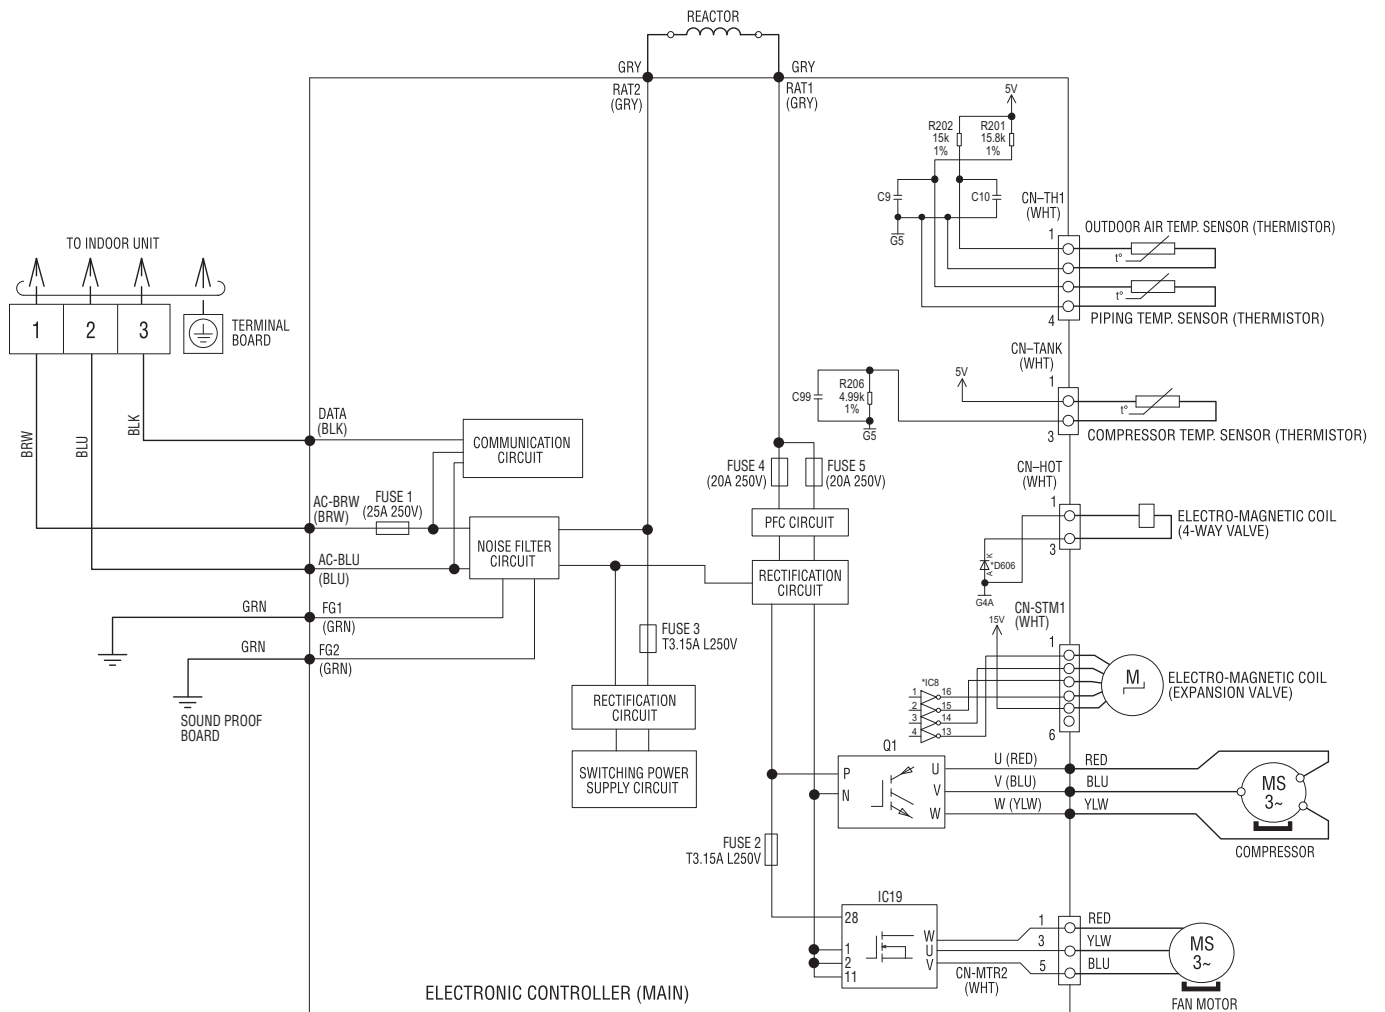 REACTOR
GRY
GRY
RAT2
(GRY)
RAT1
(GRY)
5V
R202
15k
1%
R201
15.8k
1%
C9
C10
G5
CN–TH1
(WHT)
1
4
OUTDOOR AIR TEMP. SENSOR (THERMISTOR)
t°
t°
PIPING TEMP. SENSOR (THERMISTOR)
TO INDOOR UNIT
1
2
3
TERMINAL
BOARD
BRW
BLU
BLK
CN–TANK
(WHT)
1
3
5V
C99
R206
4.99k
1%
G5
t°
COMPRESSOR TEMP. SENSOR (THERMISTOR)
DATA
(BLK)
COMMUNICATION
CIRCUIT
AC-BRW
(BRW)
FUSE 1
(25A 250V)
NOISE FILTER
CIRCUIT
AC-BLU
(BLU)
GRN
FG1
(GRN)
GRN
FG2
(GRN)
SOUND PROOF
BOARD
FUSE 4
(20A 250V)
FUSE 5
(20A 250V)
PFC CIRCUIT
RECTIFICATION
CIRCUIT
FUSE 3
T3.15A L250V
RECTIFICATION
CIRCUIT
SWITCHING POWER
SUPPLY CIRCUIT
CN–HOT
(WHT)
1
3
ELECTRO-MAGNETIC COIL
(4-WAY VALVE)
K
A
*D606
G4A
CN-STM1
(WHT)
15V
1
6
*IC8
1
16
2
15
3
14
4
13
M
ELECTRO-MAGNETIC COIL
(EXPANSION VALVE)
Q1
P
N
U
V
W
U (RED)
V (BLU)
W (YLW)
RED
BLU
YLW
MS
3~
COMPRESSOR
FUSE 2
T3.15A L250V
IC19
28
1
2
11
W
U
V
CN-MTR2
(WHT)
1
3
5
RED
YLW
BLU
MS
3~
FAN MOTOR
ELECTRONIC CONTROLLER (MAIN)